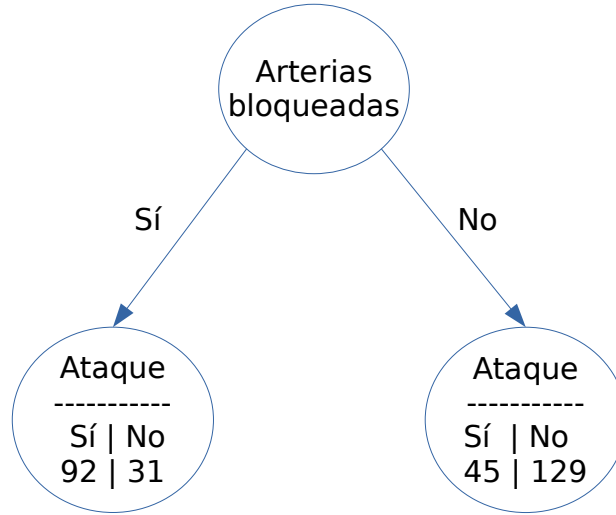 Arterias
bloqueadas
Sí
No
Ataque
-----------
Sí | No
92 | 31
Ataque
-----------
Sí | No
45 | 129